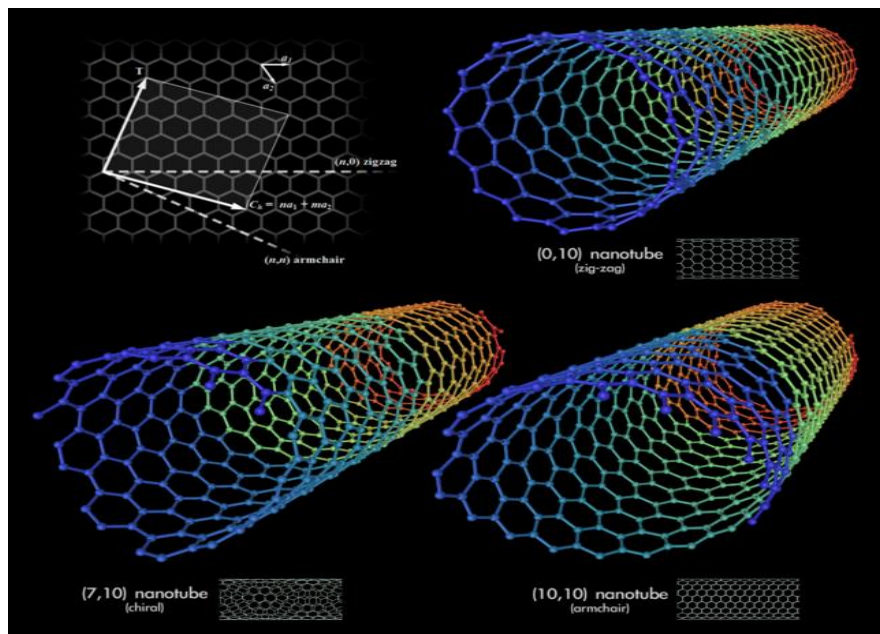 a₁
T
a₂
(n,0) zigzag
Cₕ = na₁ + ma₂
(n,n) armchair
(0,10) nanotube
(zig-zag)
(7,10) nanotube
(chiral)
(10,10) nanotube
(armchair)